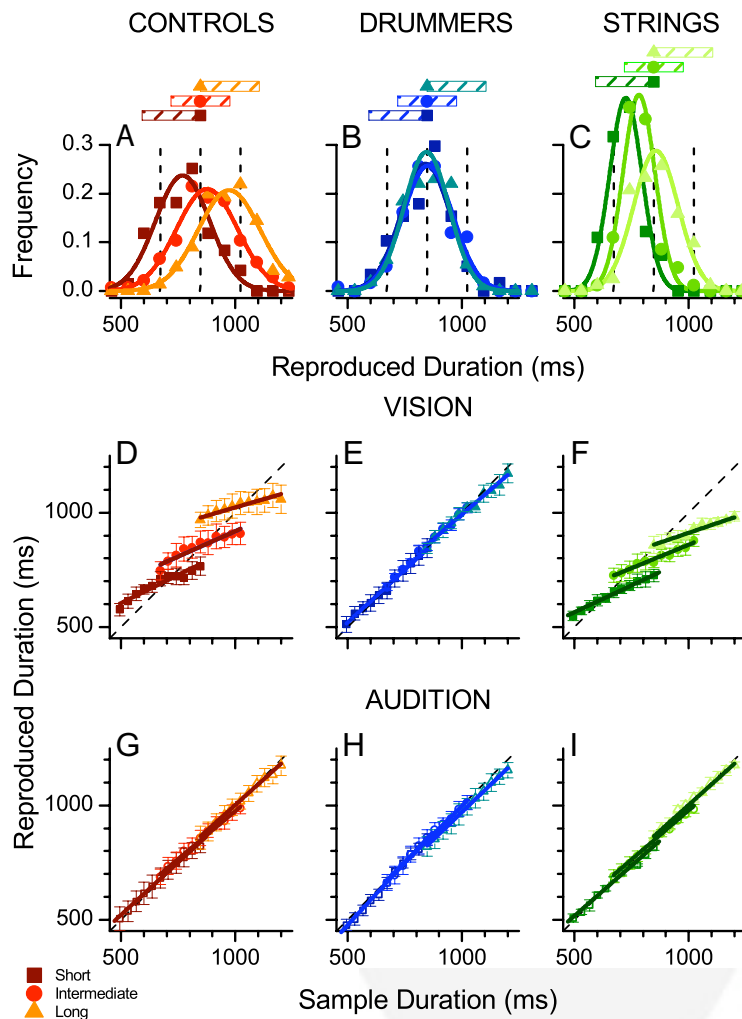 CONTROLS DRUMMERS STRINGS
A B C
0.3
0.2
0.1
0.0
Frequency
500 1000 500 1000 500 1000
Reproduced Duration (ms)
VISION
D E F
1000
500
Reproduced Duration (ms)
AUDITION
G H I
1000
500
500 1000 500 1000 500 1000
Sample Duration (ms)
Short
Intermediate
Long